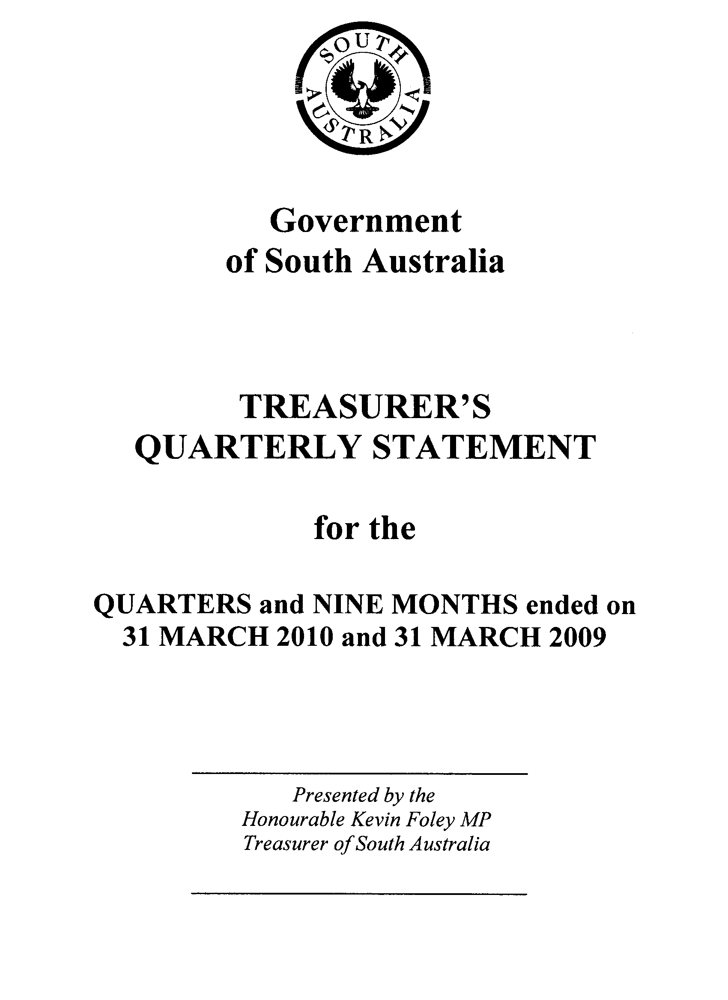 SOUTH
AUSTRALIA
Government
of South Australia
TREASURER'S
QUARTERLY STATEMENT
for the
QUARTERS and NINE MONTHS ended on
31 MARCH 2010 and 31 MARCH 2009
Presented by the
Honourable Kevin Foley MP
Treasurer of South Australia